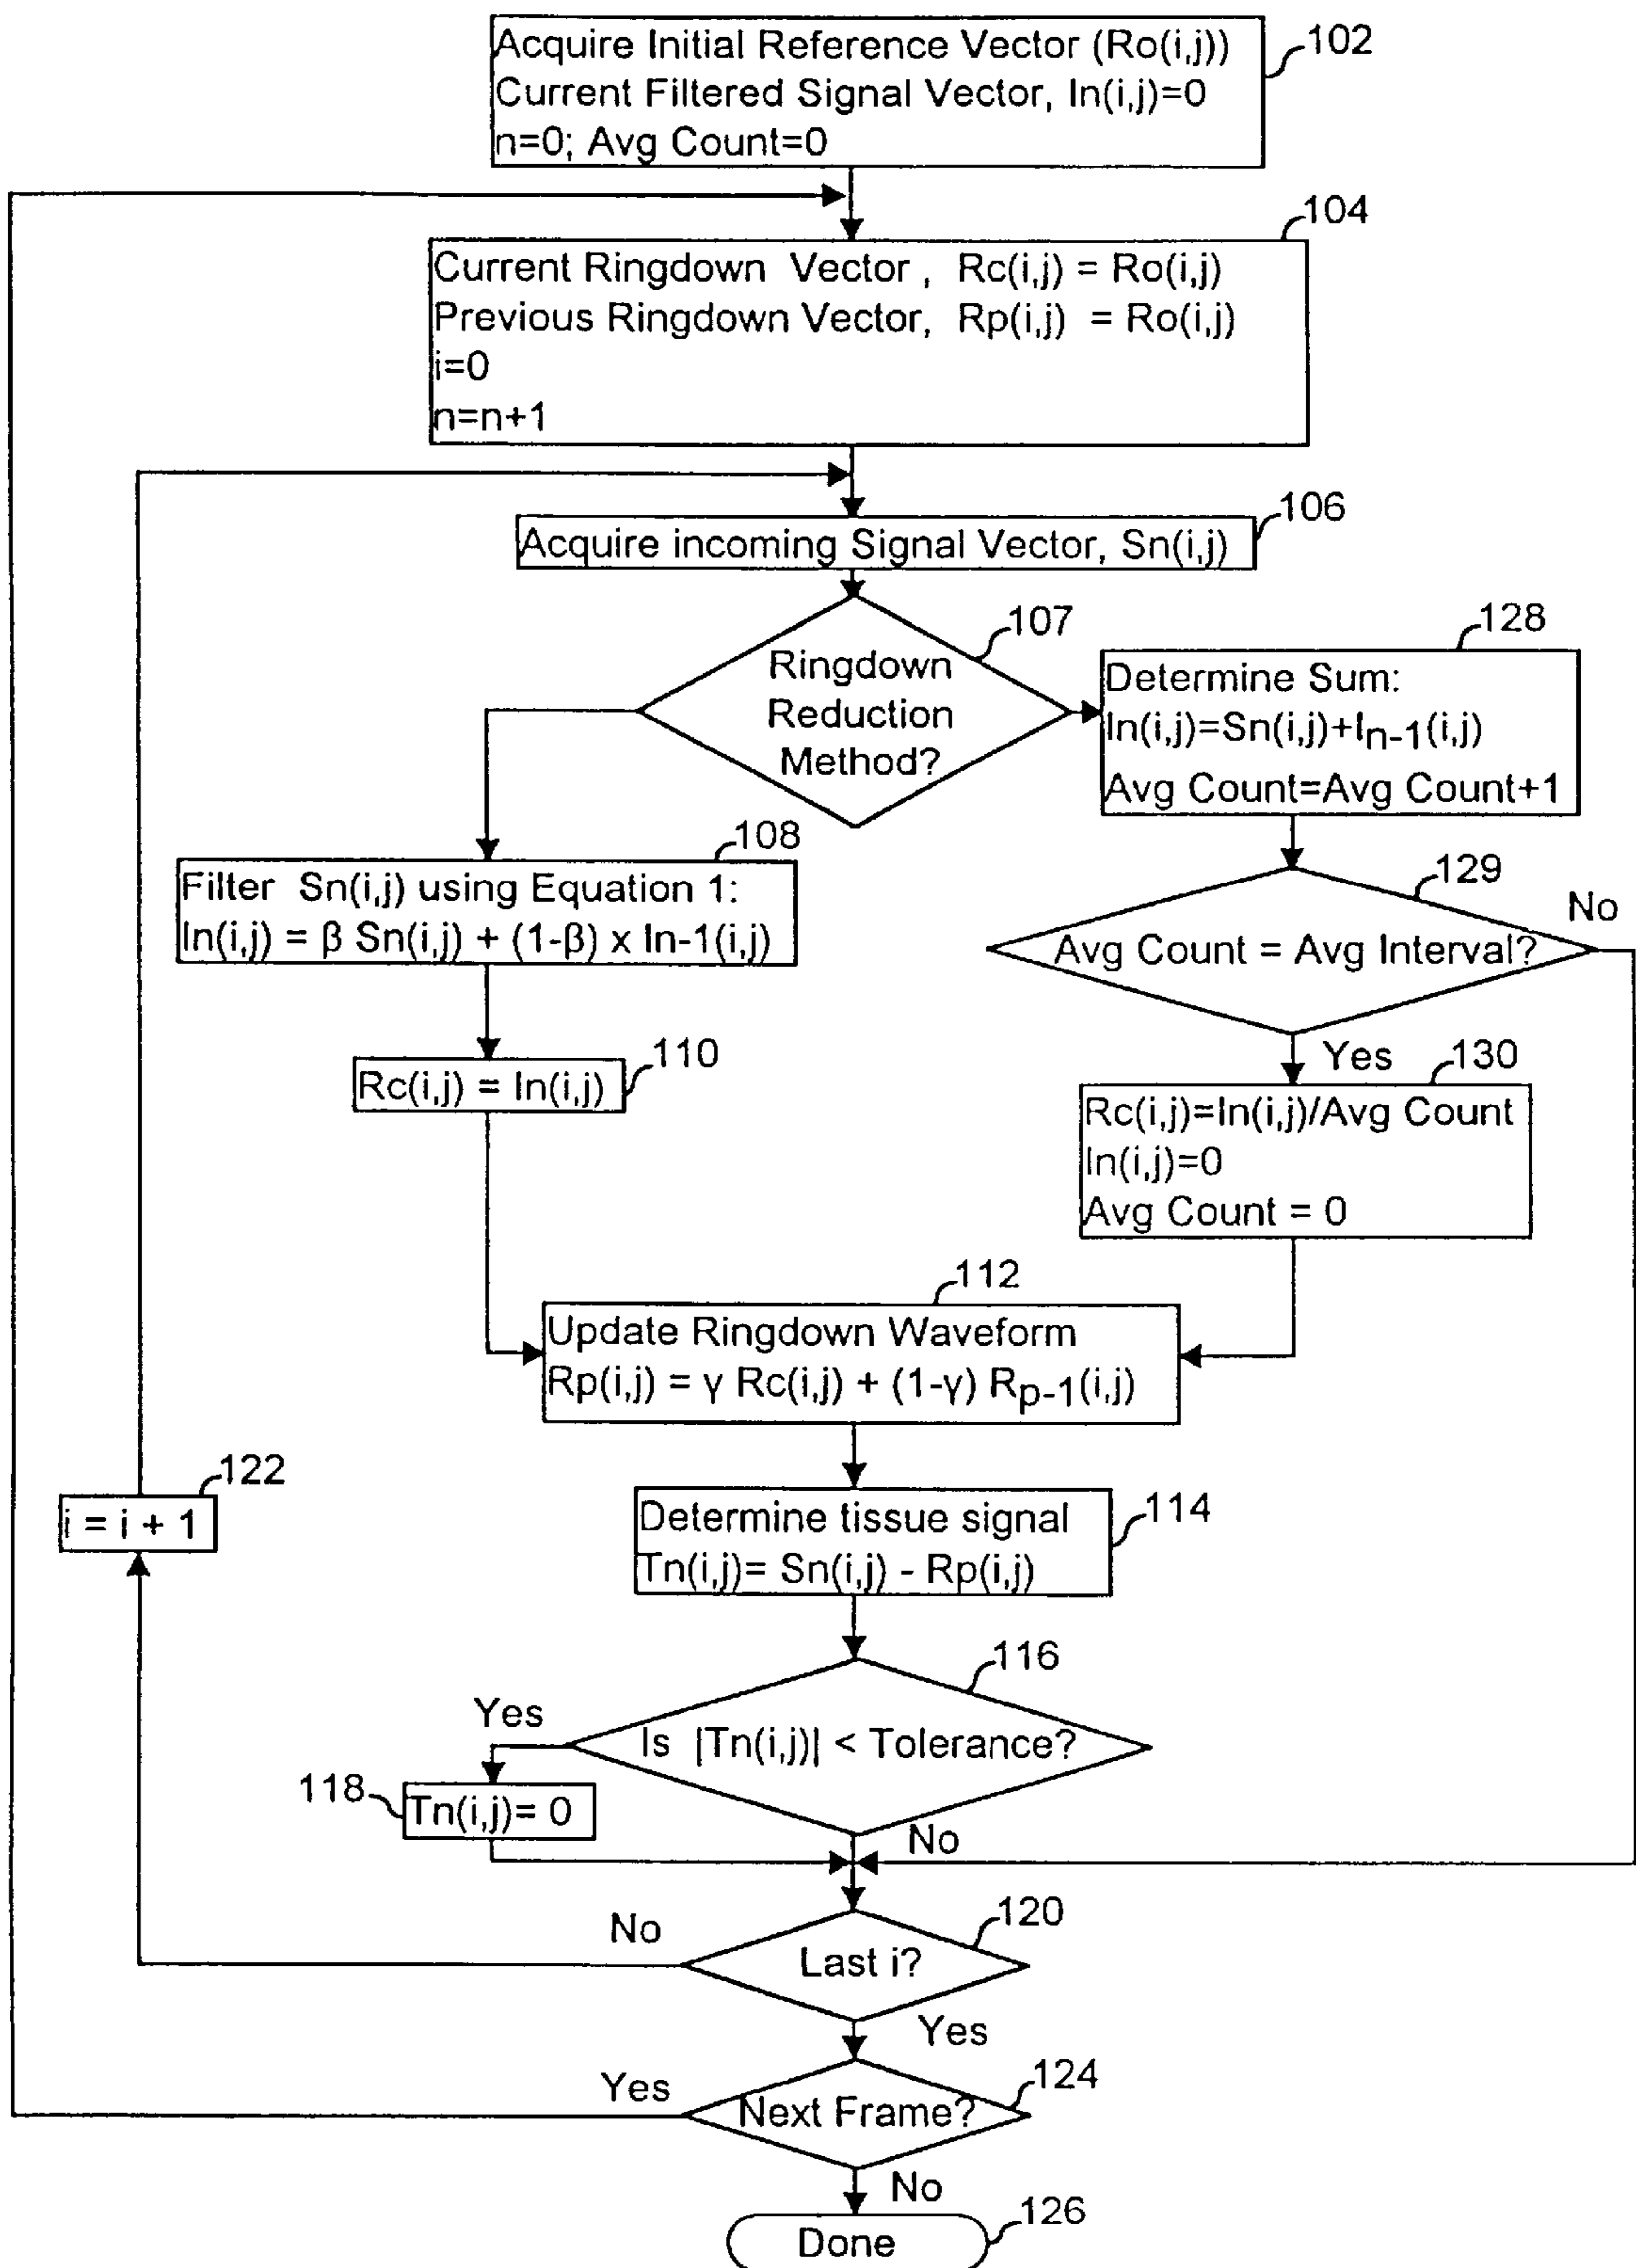 Acquire Initial Reference Vector (Ro(i,j))
Current Filtered Signal Vector, In(i,j)=0
n=0; Avg Count=0
102
104
Current Ringdown Vector , Rc(i,j) = Ro(i,j)
Previous Ringdown Vector, Rp(i,j) = Ro(i,j)
i=0
n=n+1
106
Acquire incoming Signal Vector, Sn(i,j)
107
Ringdown
Reduction
Method?
128
Determine Sum:
In(i,j)=Sn(i,j)+In-1(i,j)
Avg Count=Avg Count+1
108
Filter Sn(i,j) using Equation 1:
In(i,j) = β Sn(i,j) + (1-β) x In-1(i,j)
129
No
Avg Count = Avg Interval?
110
Rc(i,j) = In(i,j)
Yes
130
Rc(i,j)=In(i,j)/Avg Count
In(i,j)=0
Avg Count = 0
112
Update Ringdown Waveform
Rp(i,j) = γ Rc(i,j) + (1-γ) Rp-1(i,j)
122
i = i + 1
114
Determine tissue signal
Tn(i,j)= Sn(i,j) - Rp(i,j)
116
Yes
Is |Tn(i,j)| < Tolerance?
118
Tn(i,j)= 0
No
120
No
Last i?
Yes
124
Yes
Next Frame?
No
126
Done